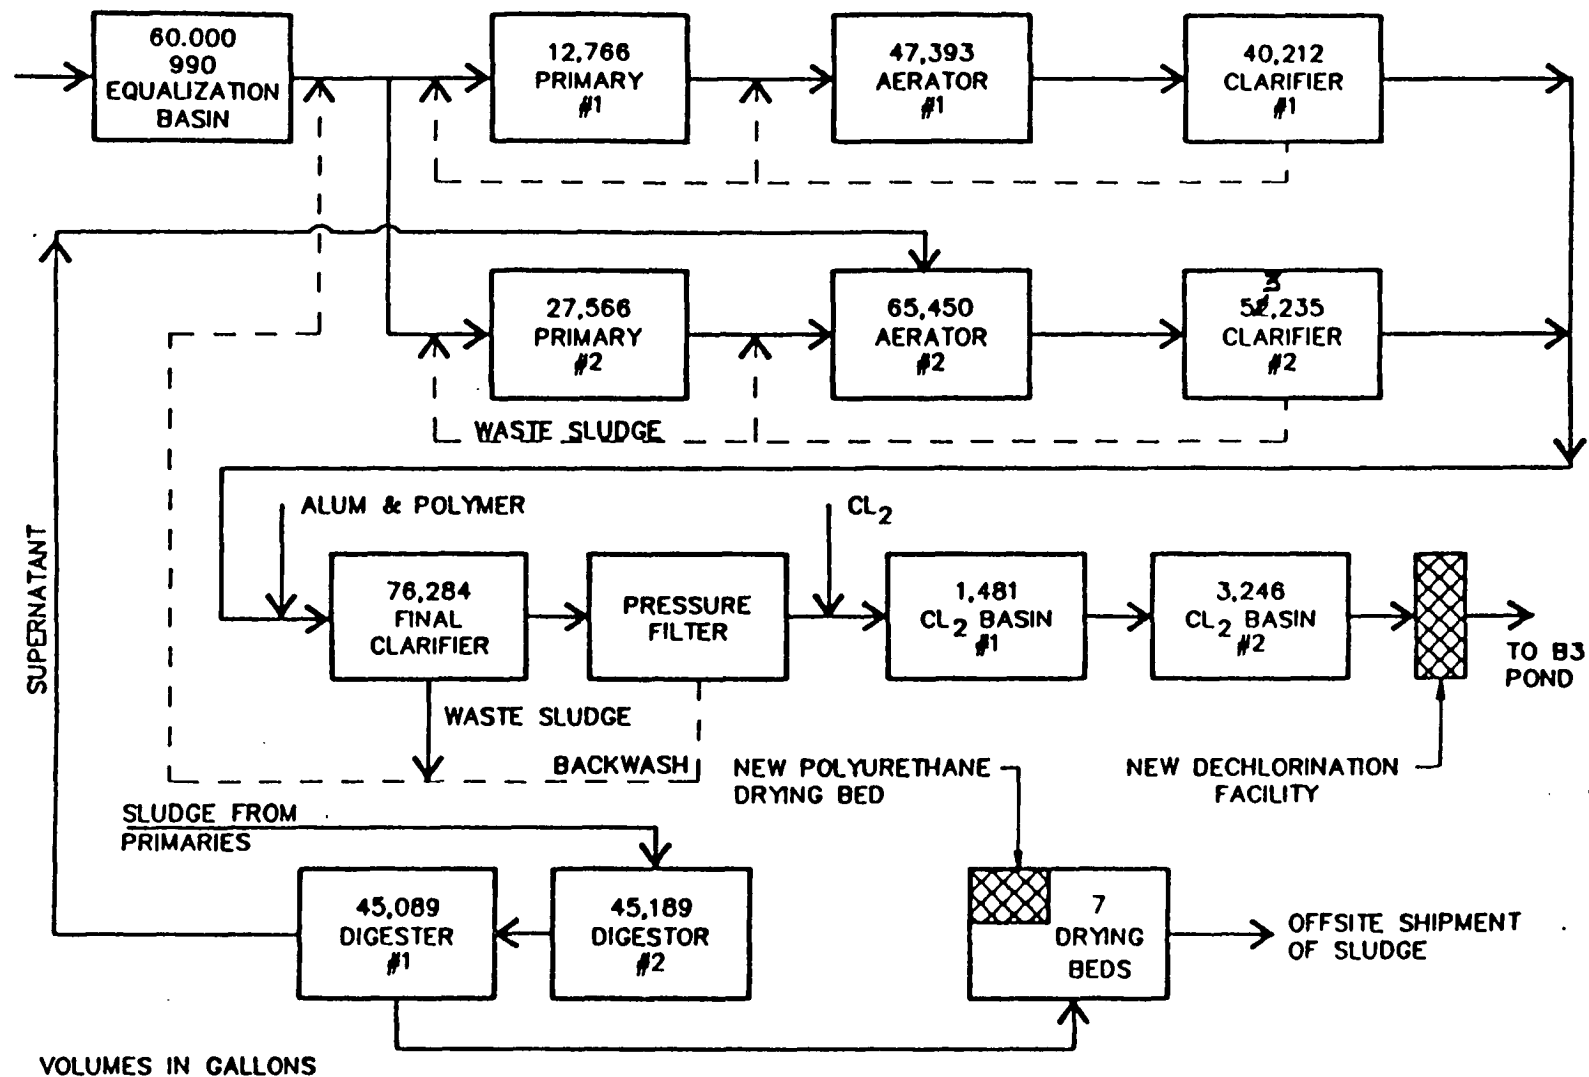 60.000
990
EQUALIZATION
BASIN
12,766
PRIMARY
#1
47,393
AERATOR
#1
40,212
CLARIFIER
#1
27,566
PRIMARY
#2
65,450
AERATOR
#2
3
52,235
CLARIFIER
#2
WASTE SLUDGE
ALUM & POLYMER
CL2
SUPERNATANT
76,284
FINAL
CLARIFIER
PRESSURE
FILTER
1,481
CL2 BASIN
#1
3,246
CL2 BASIN
#2
TO B3
POND
WASTE SLUDGE
BACKWASH
NEW POLYURETHANE
DRYING BED
NEW DECHLORINATION
FACILITY
SLUDGE FROM
PRIMARIES
45,089
DIGESTER
#1
45,189
DIGESTOR
#2
7
DRYING
BEDS
OFFSITE SHIPMENT
OF SLUDGE
VOLUMES IN GALLONS